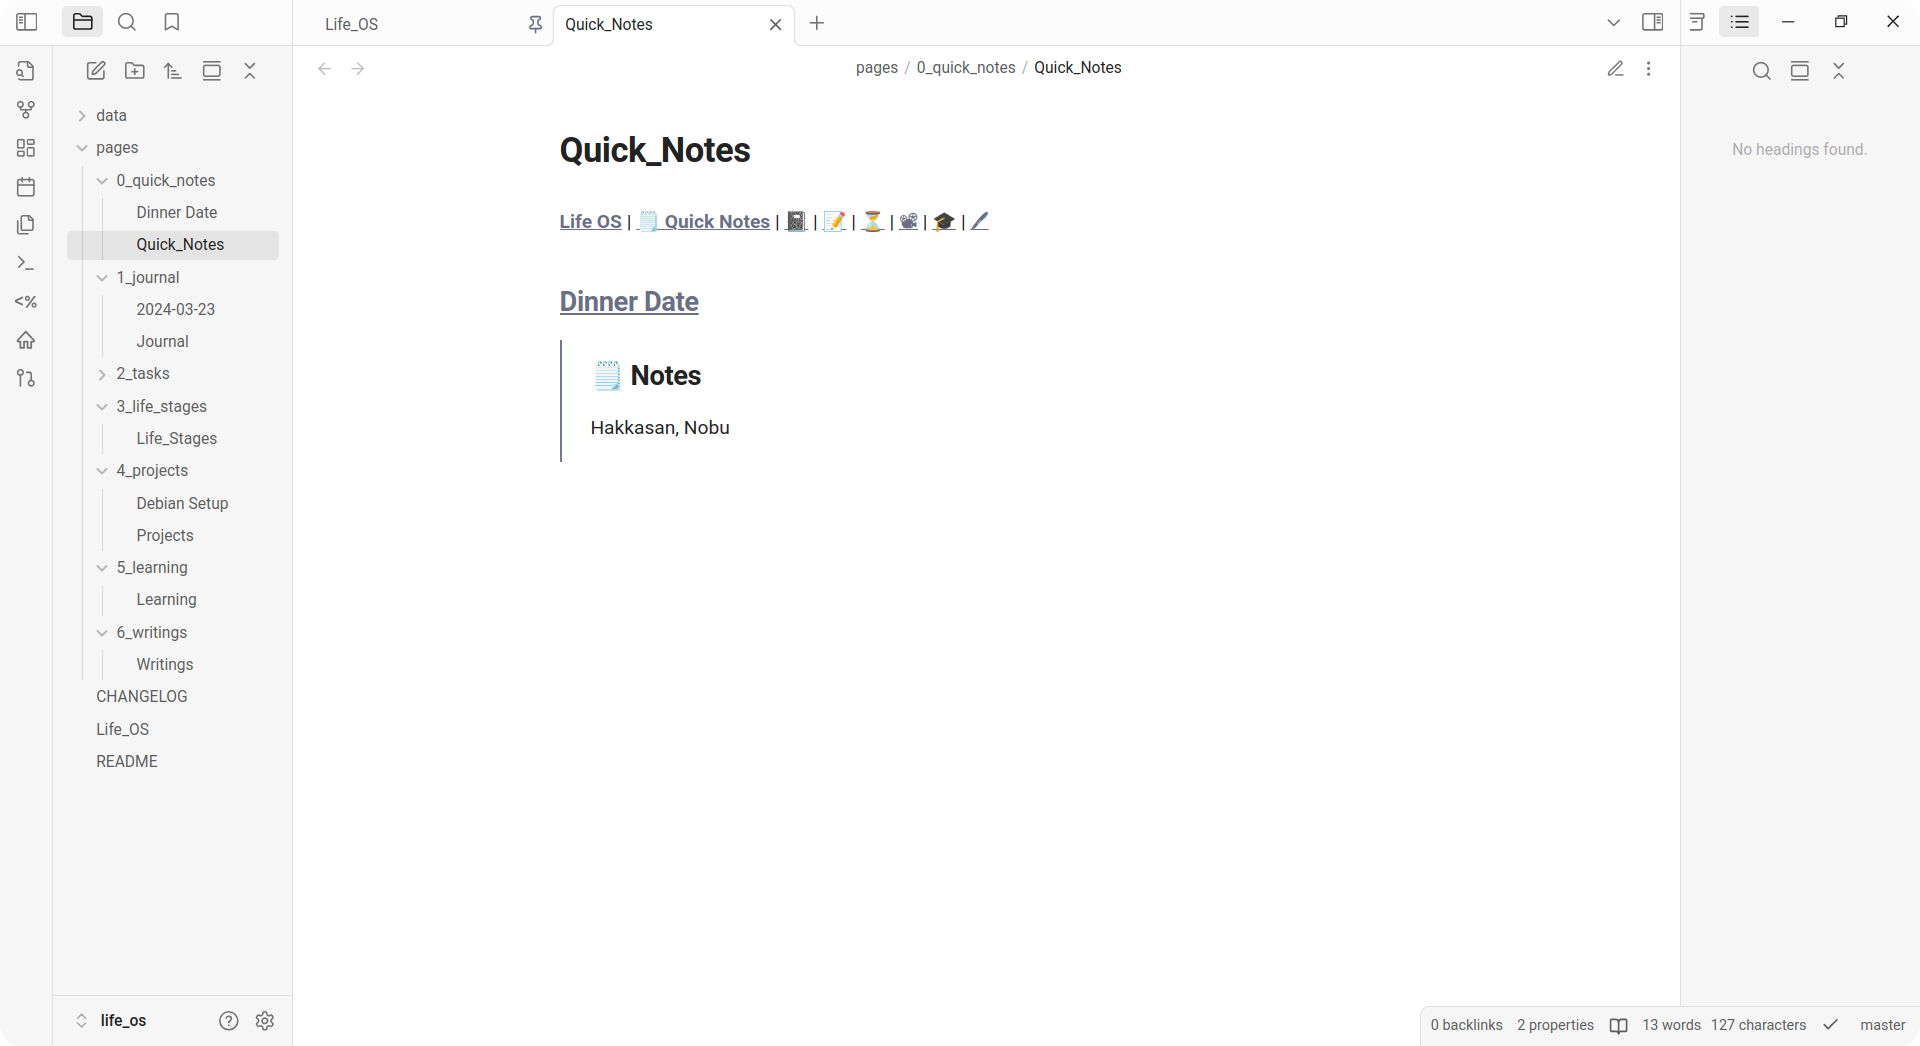 Life_OS
Quick_Notes
pages / 0_quick_notes / Quick_Notes
data
pages
0_quick_notes
Dinner Date
Quick_Notes
1_journal
2024-03-23
Journal
2_tasks
3_life_stages
Life_Stages
4_projects
Debian Setup
Projects
5_learning
Learning
6_writings
Writings
CHANGELOG
Life_OS
README
life_os
<%
Quick_Notes
Life OS | 🗒️ Quick Notes | 📓 | 📝 | ⏳ | 📽 | 🎓 | 🖊
Dinner Date
🗒️ Notes
Hakkasan, Nobu
No headings found.
0 backlinks 2 properties 13 words 127 characters master